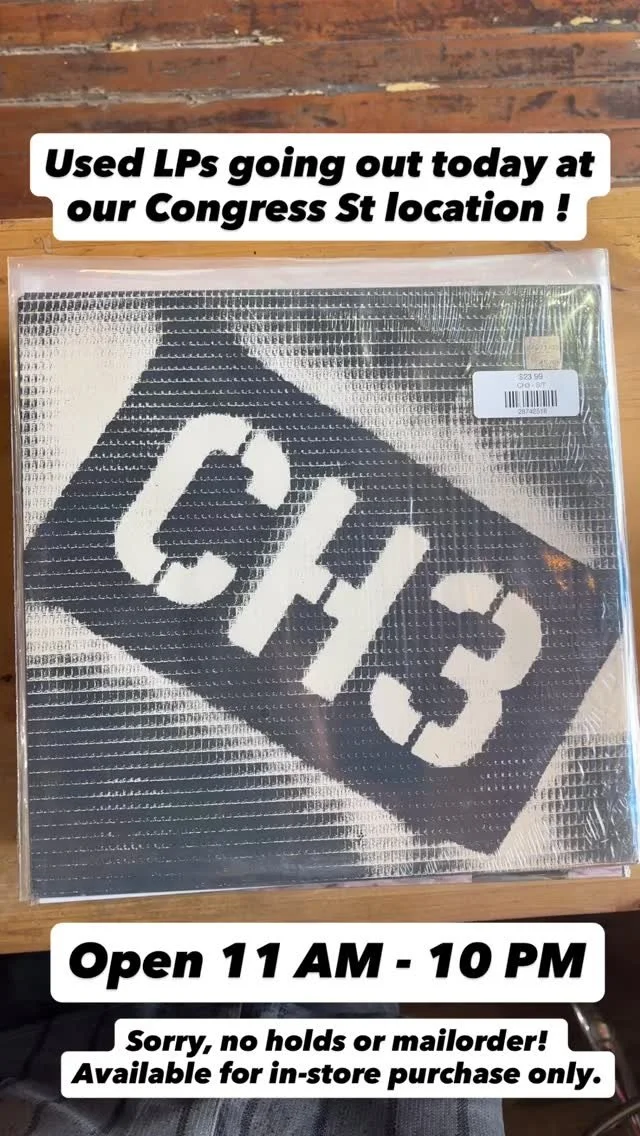 Used LPs going out today at
our Congress St location !
$23.99
CH3 - S/T
28742518
CH3
Open 11 AM - 10 PM
Sorry, no holds or mailorder!
Available for in-store purchase only.